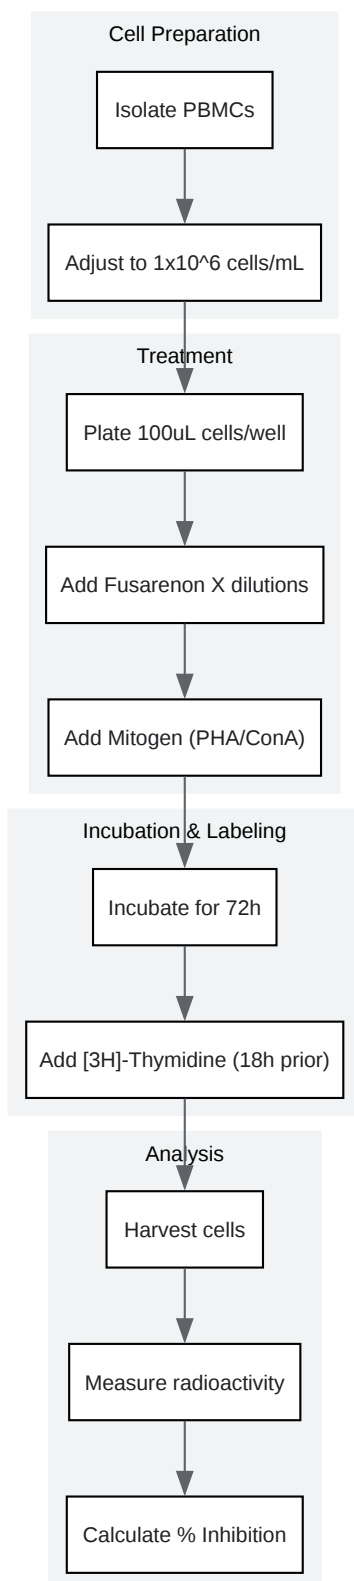 Cell Preparation
Isolate PBMCs
Adjust to 1x10^6 cells/mL
Treatment
Plate 100uL cells/well
Add Fusarenon X dilutions
Add Mitogen (PHA/ConA)
Incubation & Labeling
Incubate for 72h
Add [3H]-Thymidine (18h prior)
Analysis
Harvest cells
Measure radioactivity
Calculate % Inhibition